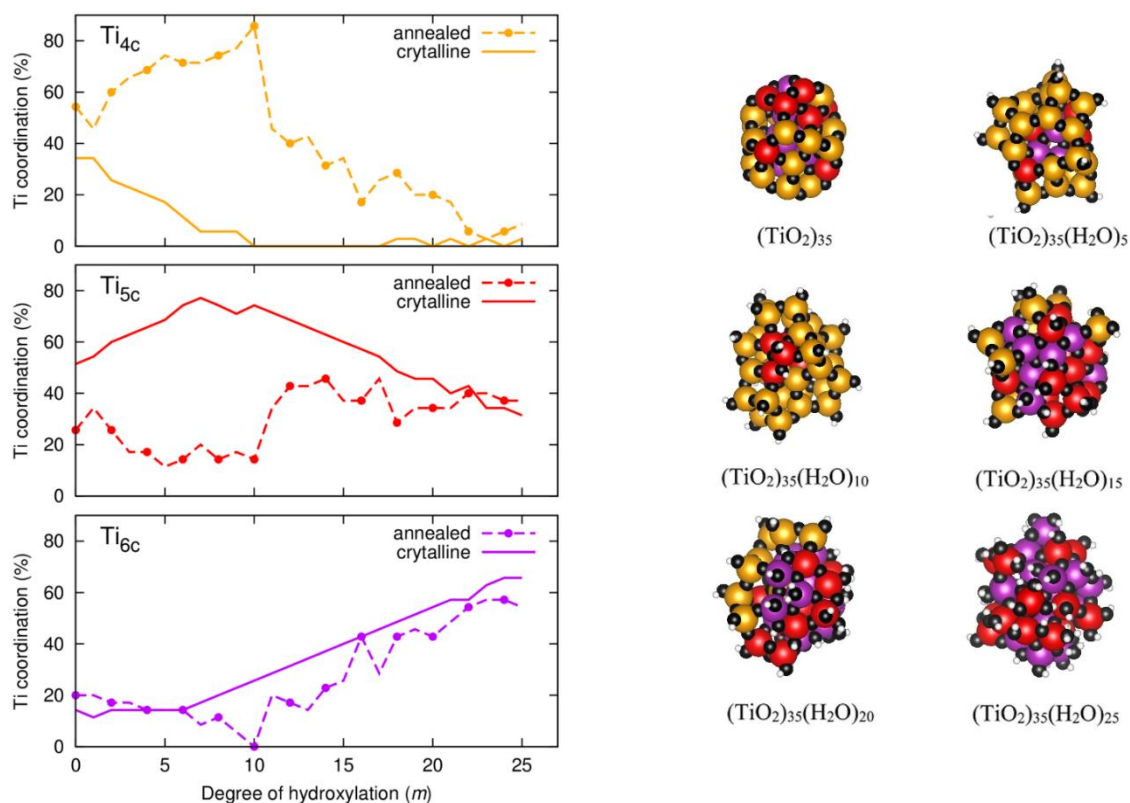 Ti4c
annealed
crytalline
Ti coordination (%)
80
60
40
20
0
Ti5c
annealed
crytalline
Ti coordination (%)
80
60
40
20
0
Ti6c
annealed
crytalline
Ti coordination (%)
80
60
40
20
0
0 5 10 15 20 25
Degree of hydroxylation (m)
(TiO2)35 (TiO2)35(H2O)5
(TiO2)35(H2O)10 (TiO2)35(H2O)15
(TiO2)35(H2O)20 (TiO2)35(H2O)25